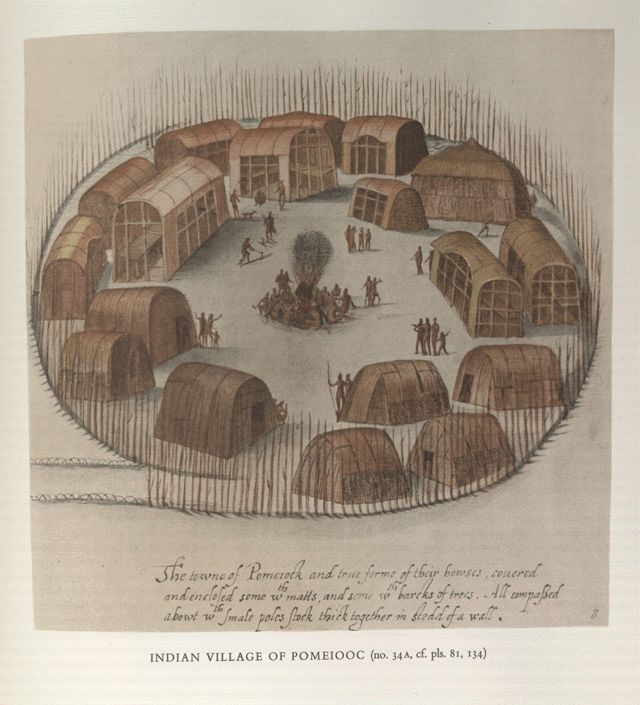 The towne of Pomeiock and true forme of their howses, couered
and enclosed some wth matts, and some wth barcks of trees. All compassed
abowt wth smale poles stock thick together in stedd of a wall.
8
INDIAN VILLAGE OF POMEIOOC (no. 34A, cf. pls. 81, 134)